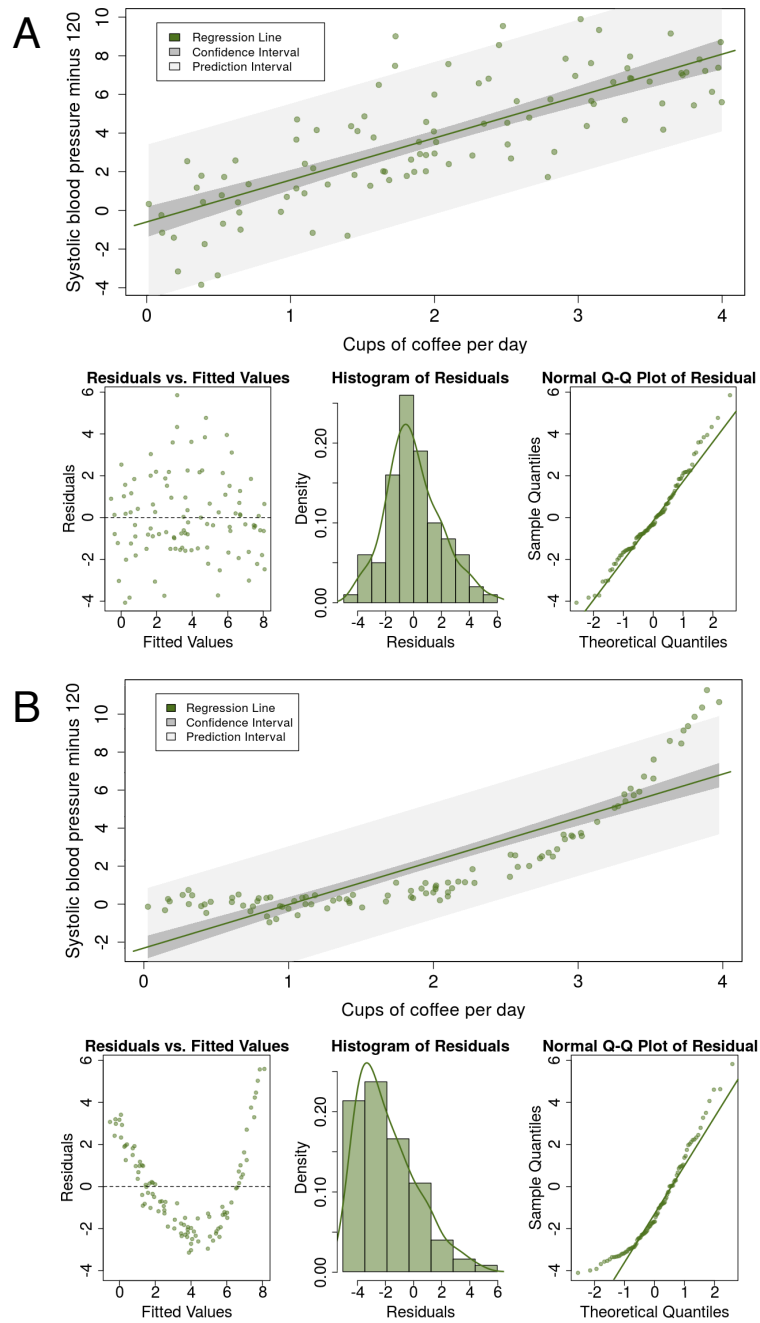 A
Systolic blood pressure minus 120
10
8
6
4
2
0
-2
-4
Regression Line
Confidence Interval
Prediction Interval
0 1 2 3 4
Cups of coffee per day
Residuals vs. Fitted Values
Residuals
6
4
2
0
-2
-4
0 2 4 6 8
Fitted Values
Histogram of Residuals
Density
0.20
0.10
0.00
-4 -2 0 2 4 6
Residuals
Normal Q-Q Plot of Residual
Sample Quantiles
6
4
2
0
-2
-4
-2 -1 0 1 2
Theoretical Quantiles
B
Systolic blood pressure minus 120
10
8
6
4
2
0
-2
Regression Line
Confidence Interval
Prediction Interval
0 1 2 3 4
Cups of coffee per day
Residuals vs. Fitted Values
Residuals
6
4
2
0
-2
-4
0 2 4 6 8
Fitted Values
Histogram of Residuals
Density
0.20
0.10
0.00
-4 -2 0 2 4 6
Residuals
Normal Q-Q Plot of Residual
Sample Quantiles
6
4
2
0
-2
-4
-2 -1 0 1 2
Theoretical Quantiles